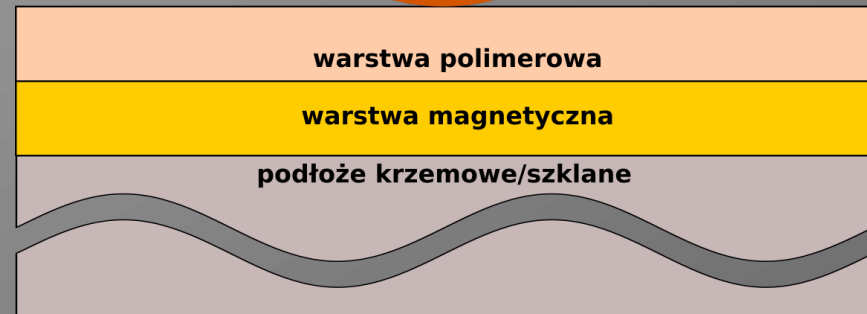 warstwa polimerowa
warstwa magnetyczna
podłoże krzemowe/szklane